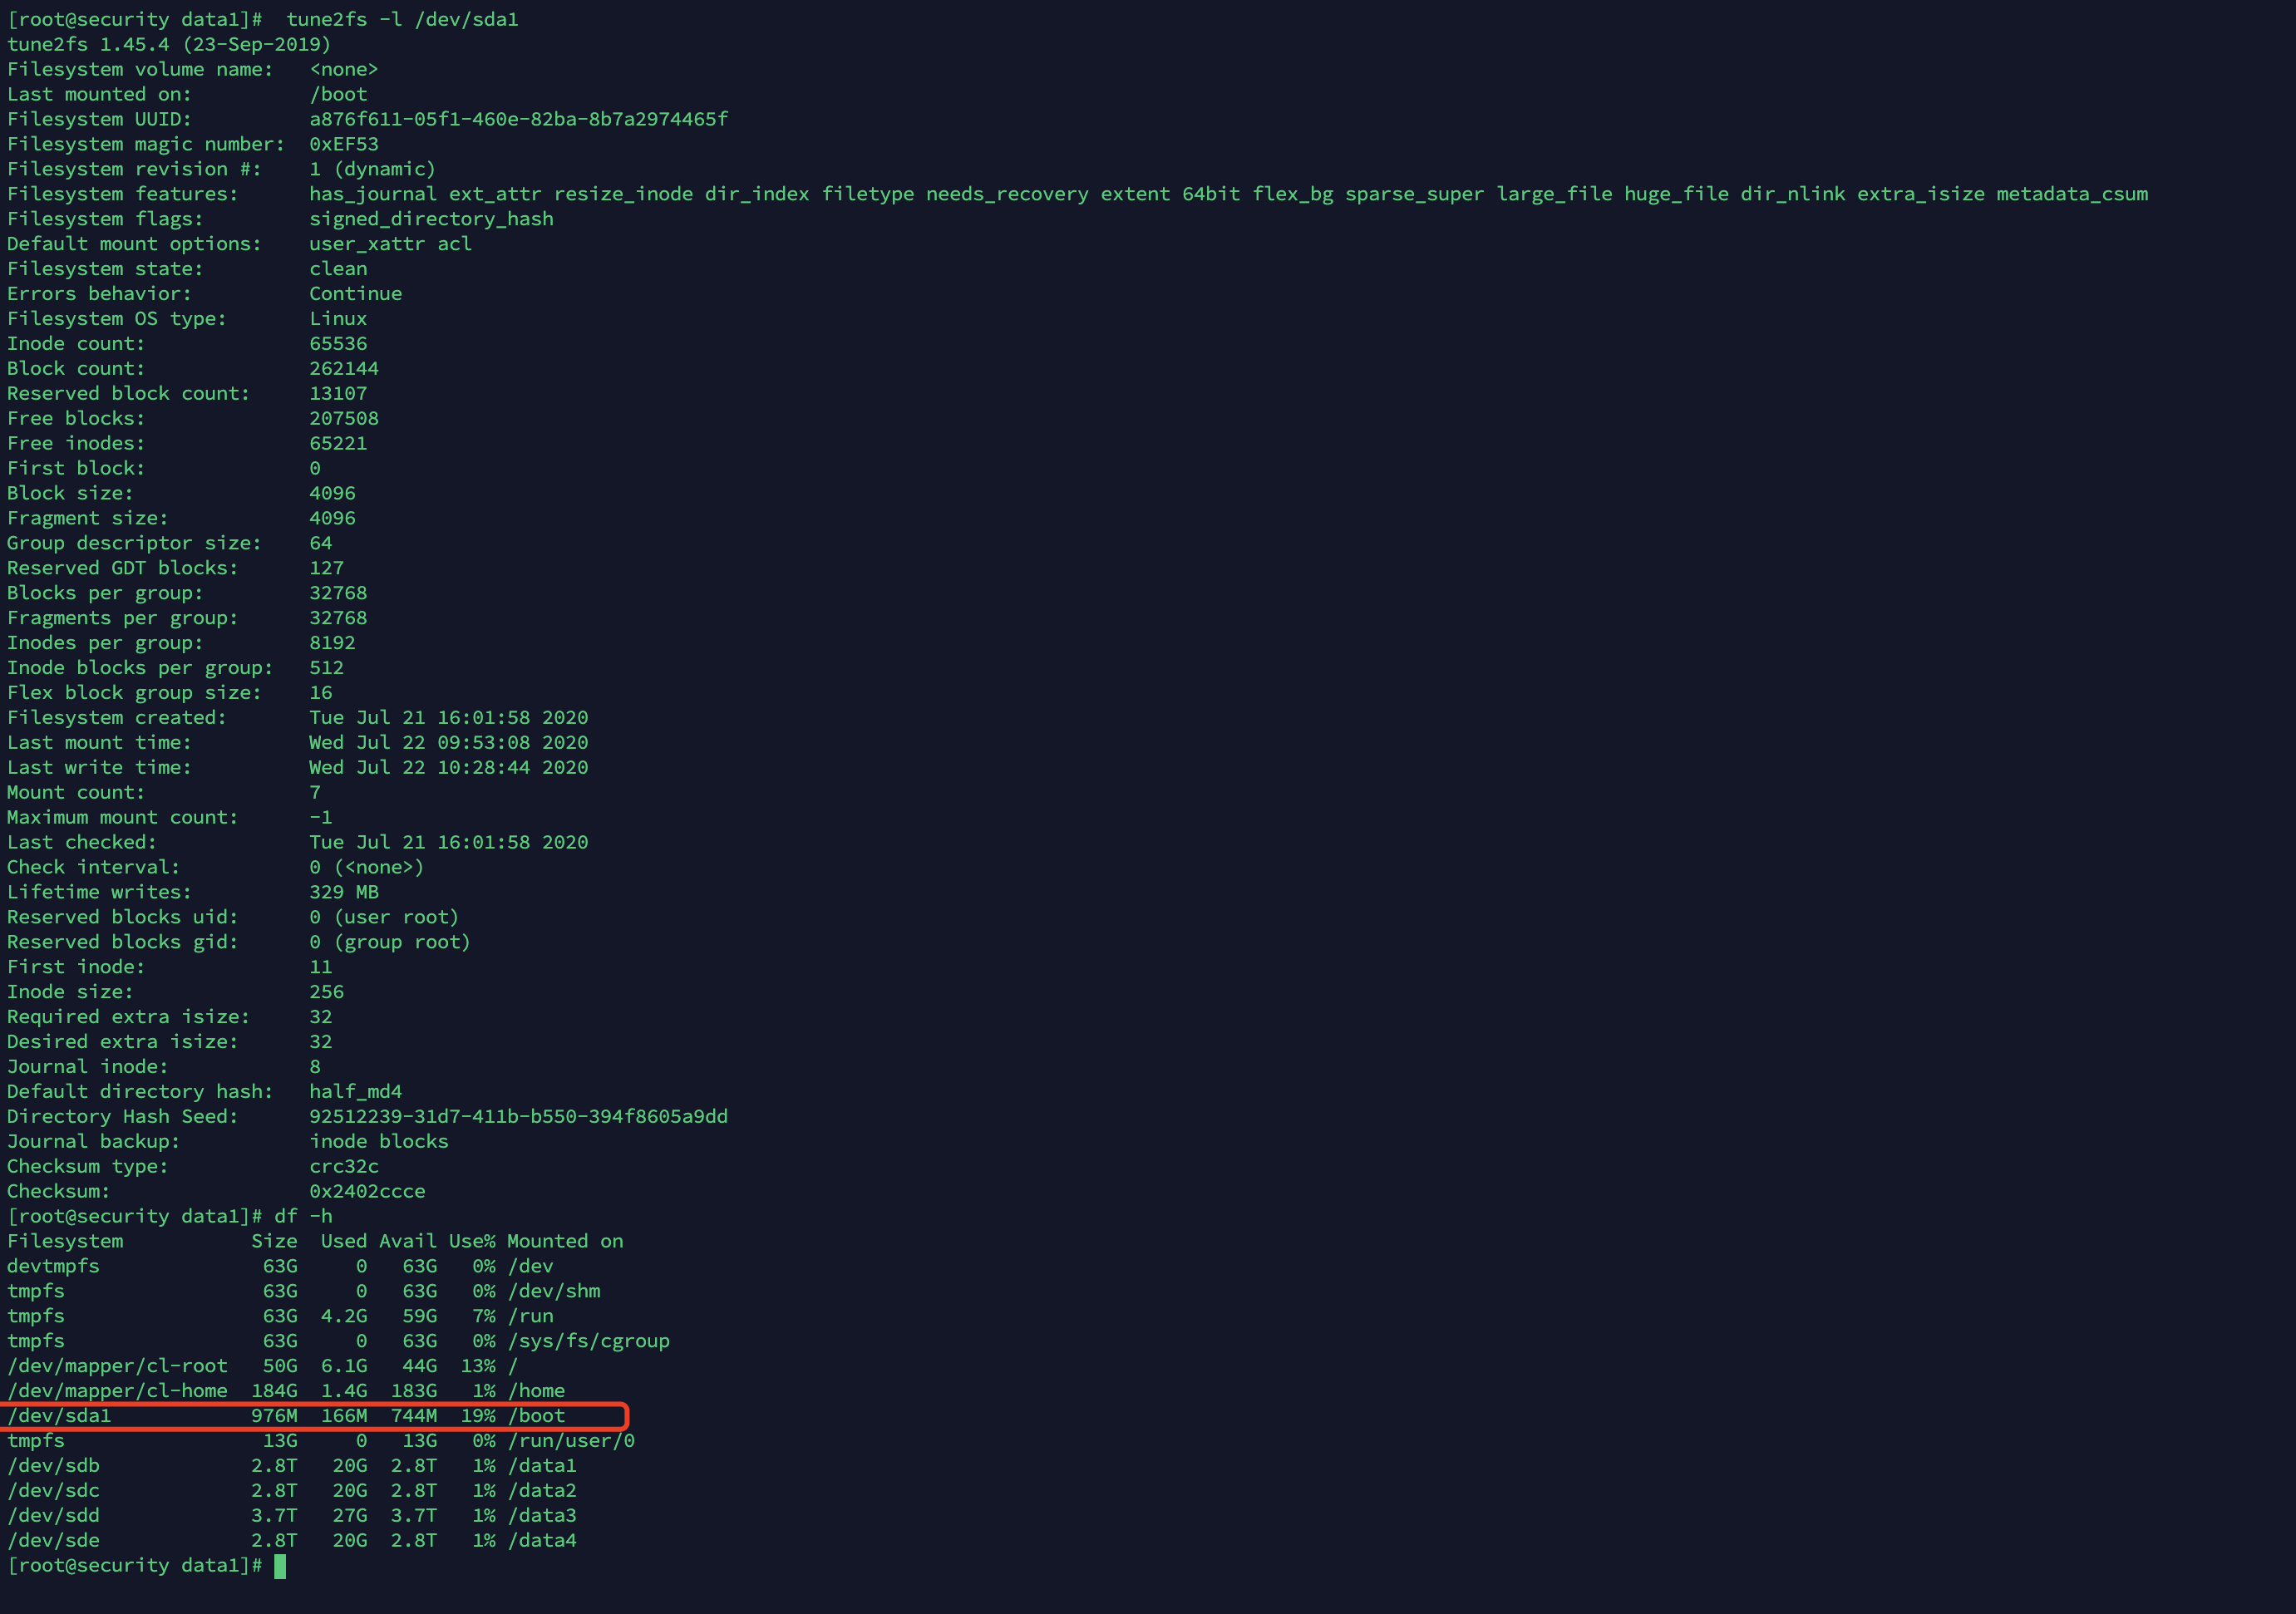 [root@security data1]#  tune2fs -l /dev/sda1
tune2fs 1.45.4 (23-Sep-2019)
Filesystem volume name:   <none>
Last mounted on:          /boot
Filesystem UUID:          a876f611-05f1-460e-82ba-8b7a2974465f
Filesystem magic number:  0xEF53
Filesystem revision #:    1 (dynamic)
Filesystem features:      has_journal ext_attr resize_inode dir_index filetype needs_recovery extent 64bit flex_bg sparse_super large_file huge_file dir_nlink extra_isize metadata_csum
Filesystem flags:         signed_directory_hash
Default mount options:    user_xattr acl
Filesystem state:         clean
Errors behavior:          Continue
Filesystem OS type:       Linux
Inode count:              65536
Block count:              262144
Reserved block count:     13107
Free blocks:              207508
Free inodes:              65221
First block:              0
Block size:               4096
Fragment size:            4096
Group descriptor size:    64
Reserved GDT blocks:      127
Blocks per group:         32768
Fragments per group:      32768
Inodes per group:         8192
Inode blocks per group:   512
Flex block group size:    16
Filesystem created:       Tue Jul 21 16:01:58 2020
Last mount time:          Wed Jul 22 09:53:08 2020
Last write time:          Wed Jul 22 10:28:44 2020
Mount count:              7
Maximum mount count:      -1
Last checked:             Tue Jul 21 16:01:58 2020
Check interval:           0 (<none>)
Lifetime writes:          329 MB
Reserved blocks uid:      0 (user root)
Reserved blocks gid:      0 (group root)
First inode:              11
Inode size:               256
Required extra isize:     32
Desired extra isize:      32
Journal inode:            8
Default directory hash:   half_md4
Directory Hash Seed:      92512239-31d7-411b-b550-394f8605a9dd
Journal backup:           inode blocks
Checksum type:            crc32c
Checksum:                 0x2402ccce
[root@security data1]# df -h
Filesystem           Size  Used Avail Use% Mounted on
devtmpfs              63G     0   63G   0% /dev
tmpfs                 63G     0   63G   0% /dev/shm
tmpfs                 63G  4.2G   59G   7% /run
tmpfs                 63G     0   63G   0% /sys/fs/cgroup
/dev/mapper/cl-root   50G  6.1G   44G  13% /
/dev/mapper/cl-home  184G  1.4G  183G   1% /home
/dev/sda1            976M  166M  744M  19% /boot
tmpfs                 13G     0   13G   0% /run/user/0
/dev/sdb             2.8T   20G  2.8T   1% /data1
/dev/sdc             2.8T   20G  2.8T   1% /data2
/dev/sdd             3.7T   27G  3.7T   1% /data3
/dev/sde             2.8T   20G  2.8T   1% /data4
[root@security data1]#